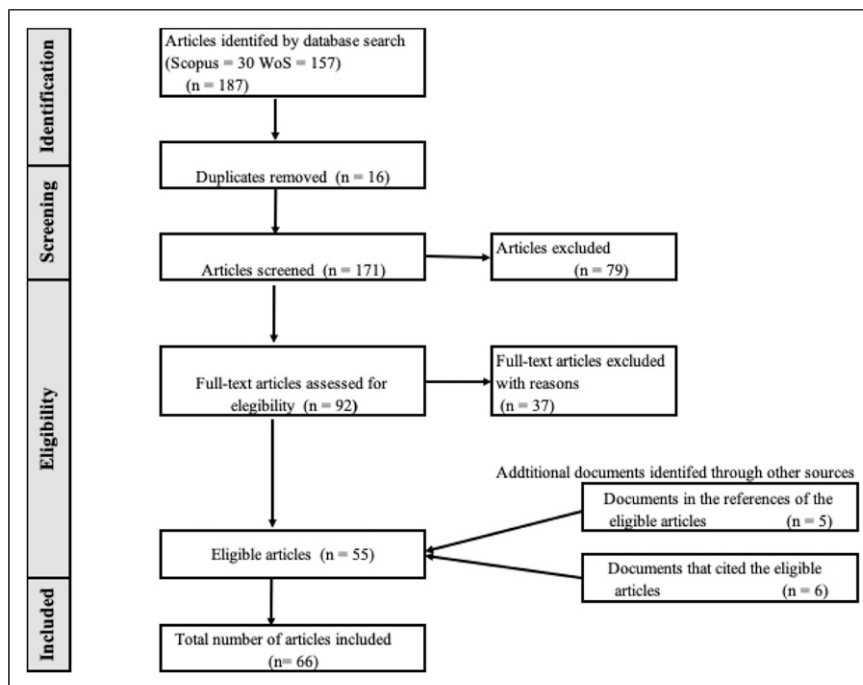 Identification
Articles identifed by database search
(Scopus = 30 WoS = 157)
(n = 187)
Duplicates removed (n = 16)
Screening
Articles screened (n = 171)
Articles excluded
(n = 79)
Eligibility
Full-text articles assessed for
elegibility (n = 92)
Full-text articles excluded
with reasons
(n = 37)
Addtitional documents identifed through other sources
Documents in the references of the
eligible articles (n = 5)
Eligible articles (n = 55)
Documents that cited the eligible
articles (n = 6)
Included
Total number of articles included
(n= 66)